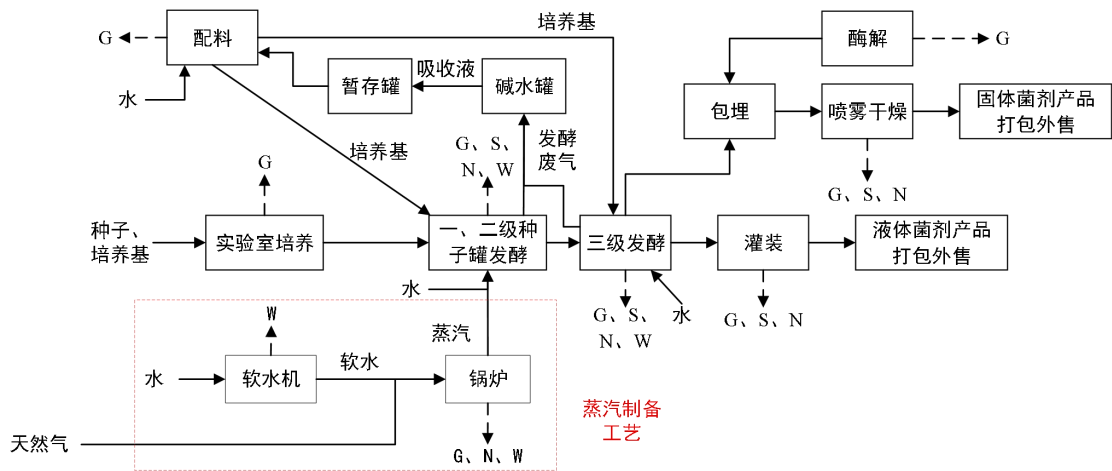 培养基
G
配料
酶解
G
吸收液
暂存罐
碱水罐
水
包埋
喷雾干燥
固体菌剂产品
打包外售
发酵
废气
G、S、
N、W
培养基
G
G、S、N
种子、
培养基
实验室培养
一、二级种
子罐发酵
三级发酵
灌装
液体菌剂产品
打包外售
水
水
G、S、
N、W
G、S、N
W
蒸汽
软水
水
软水机
锅炉
蒸汽制备
工艺
天然气
G、N、W